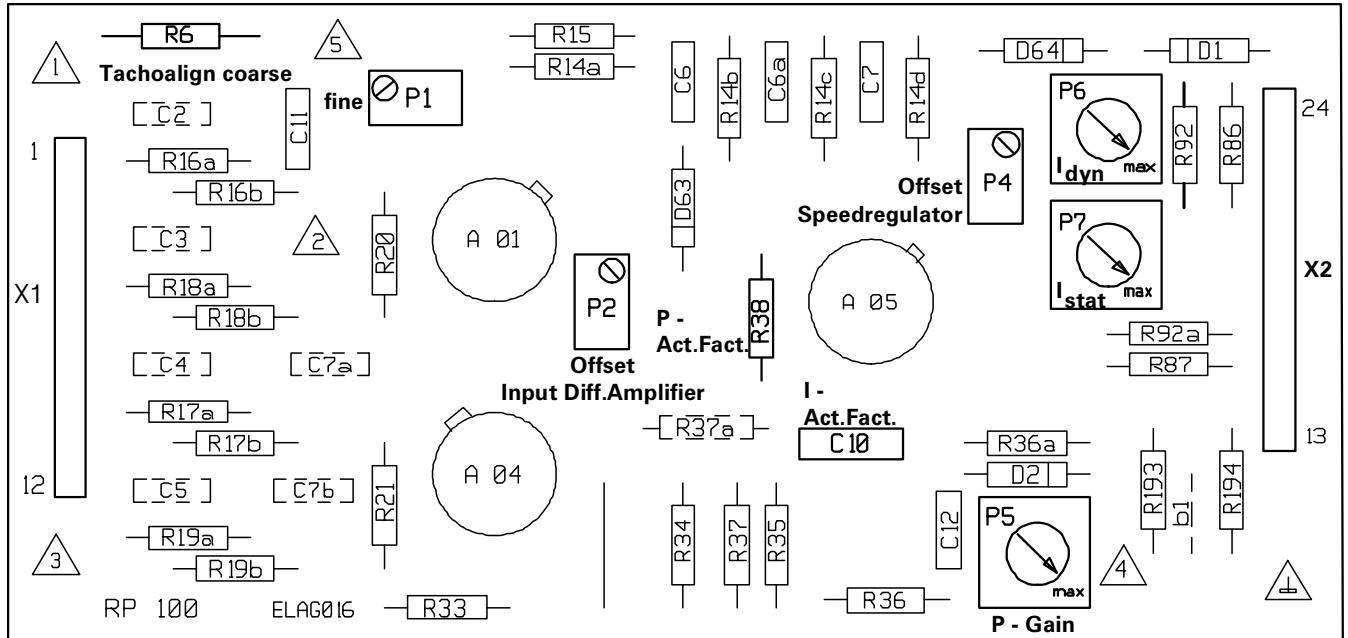 R6
5
R15
1
R14a
D64
D1
Tachoalign coarse
fine
P1
C6
R14b
C6a
R14c
C7
R14d
P6
I dyn
max
R92
R86
24
C2
C11
1
R16a
R16b
D63
Offset
Speedregulator
P4
P7
I stat
max
C3
2
R20
A 01
X1
R18a
R18b
P2
Offset
Input Diff.Amplifier
P -
Act.Fact.
R38
A 05
X2
R92a
R87
C4
C7a
I -
Act.Fact.
C10
R17a
R17b
R37a
R36a
D2
13
12
C5
C7b
R21
A 04
R193
b1
R194
R19a
R19b
3
R34
R37
R35
C12
P5
max
4
RP 100
ELAG016
R33
R36
P - Gain